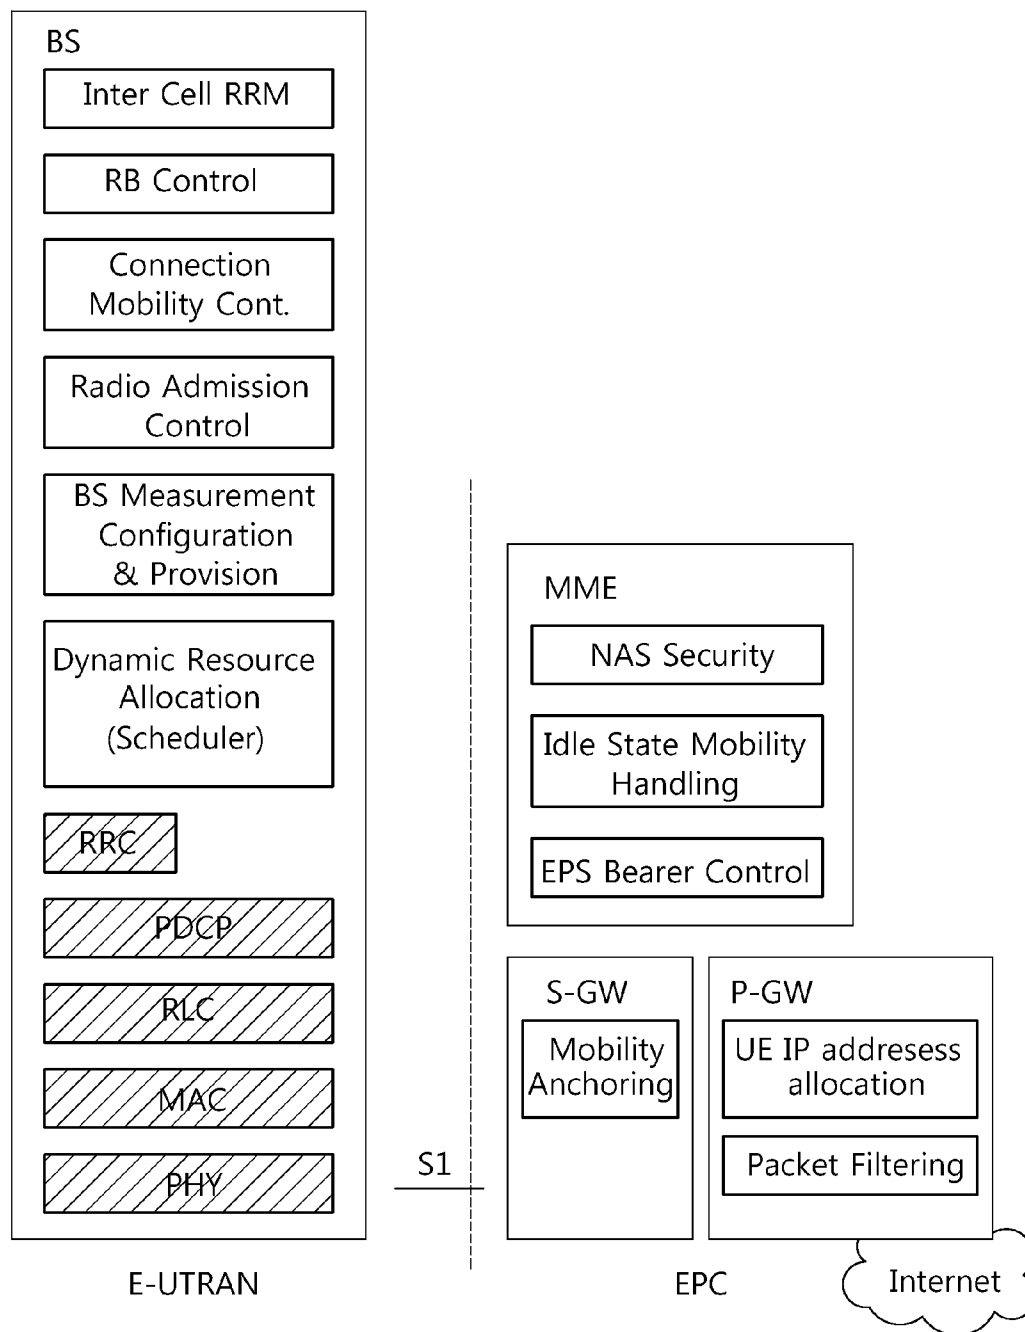 BS
Inter Cell RRM
RB Control
Connection
Mobility Cont.
Radio Admission
Control
BS Measurement
Configuration
& Provision
Dynamic Resource
Allocation
(Scheduler)
RRC
PDCP
RLC
MAC
PHY
S1
E-UTRAN
MME
NAS Security
Idle State Mobility
Handling
EPS Bearer Control
S-GW
Mobility
Anchoring
P-GW
UE IP addresess
allocation
Packet Filtering
EPC
Internet